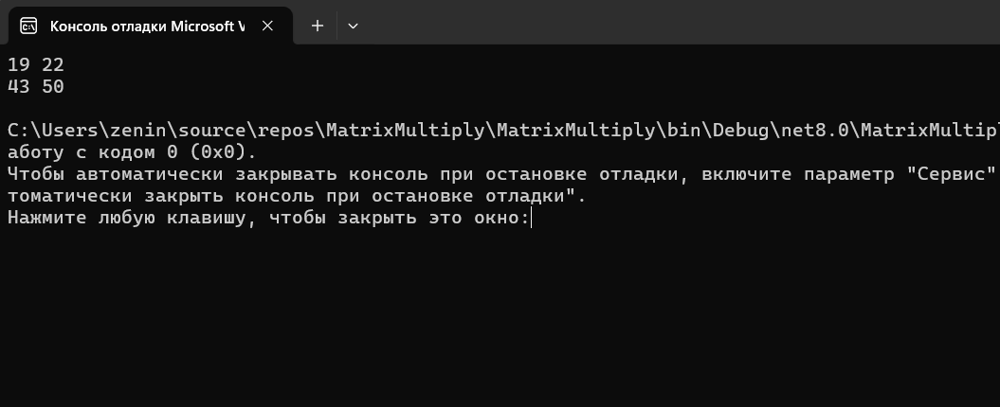 Консоль отладки Microsoft V
19 22
43 50
C:\Users\zenin\source\repos\MatrixMultiply\MatrixMultiply\bin\Debug\net8.0\MatrixMultipl
аботу с кодом 0 (0x0).
Чтобы автоматически закрывать консоль при остановке отладки, включите параметр "Сервис"
томатически закрыть консоль при остановке отладки".
Нажмите любую клавишу, чтобы закрыть это окно: